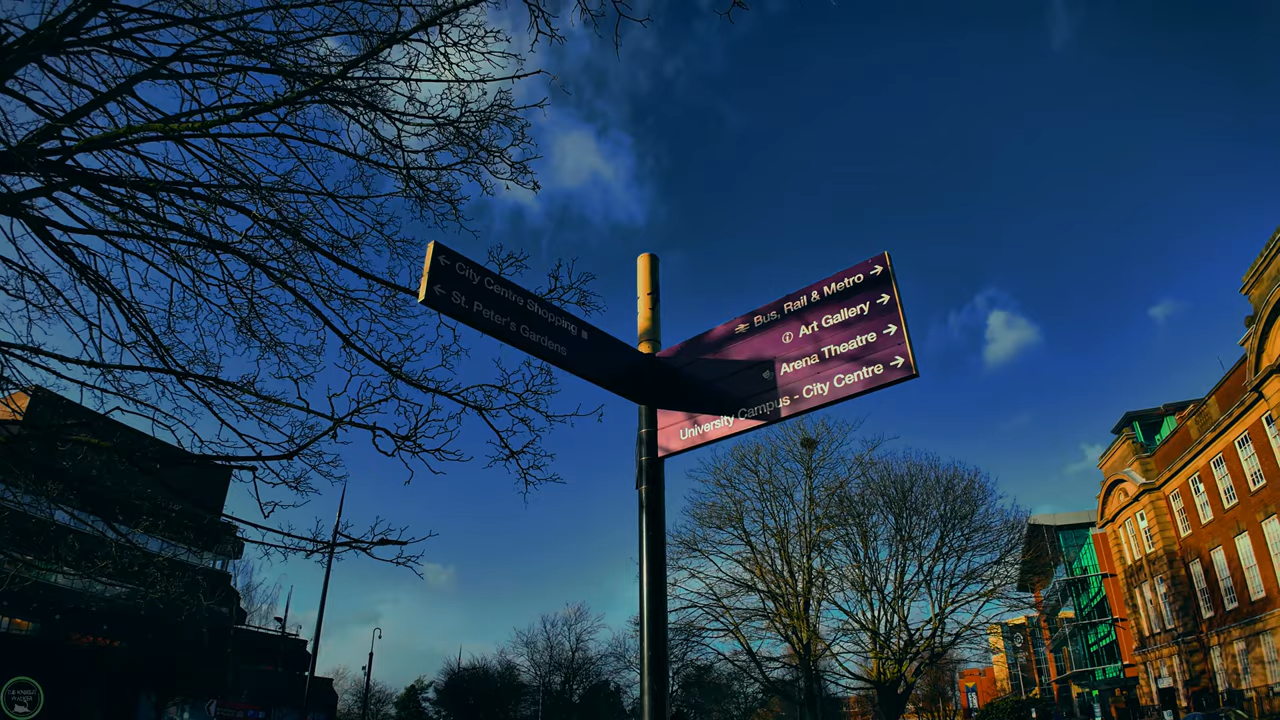 ← City Centre Shopping
← St. Peter's Gardens
Bus, Rail & Metro →
Art Gallery →
Arena Theatre →
University Campus - City Centre →